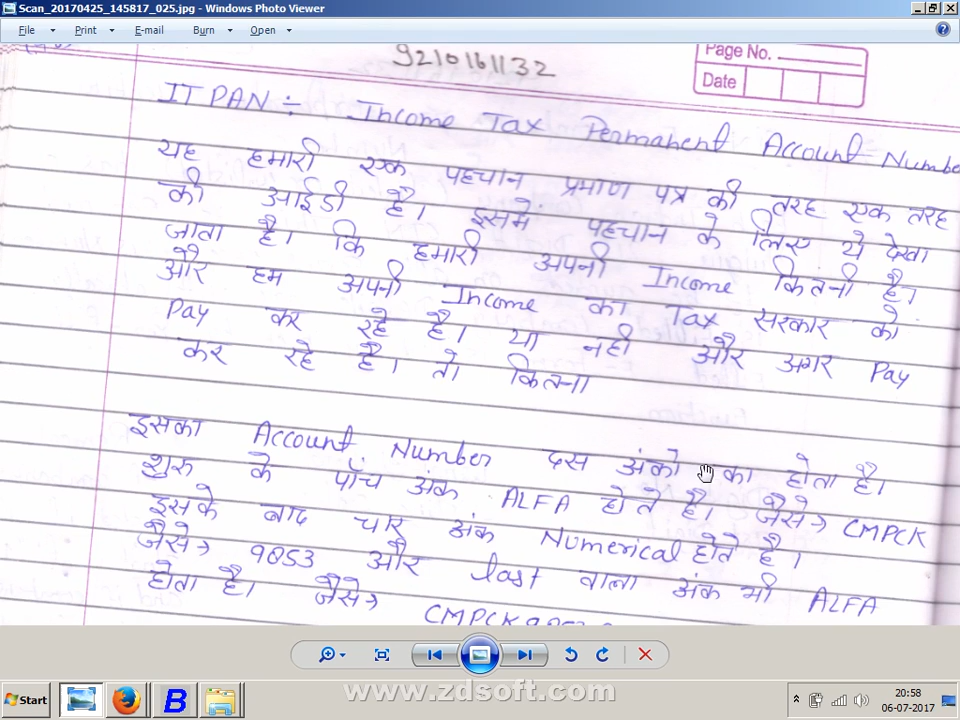 Scan_20170425_145817_025.jpg - Windows Photo Viewer
File Print E-mail Burn Open
9210161132
Page No.
Date
IT PAN ÷ Income Tax Permanent Account Number
यह हमारी एक पहचान प्रमाण पत्र की तरह एक तरह
की आईडी है। इसमें पहचान के लिए ये देखा
जाता है। कि हमारी अपनी Income कितनी है।
और हम अपनी Income का Tax सरकार को
Pay कर रहे है। या नही और अगर Pay
कर रहे है। तो कितना
इसका Account Number दस अंको का होता है।
शुरु के पाँच अंक ALFA होते है। जैसे→ CMPCK
इसके बाद चार अंक Numerical होते है।
जैसे→ 9853 और last वाला अंक भी ALFA
होता है। जैसे→ CMPCK
www.zdsoft.com
Start
20:58
06-07-2017